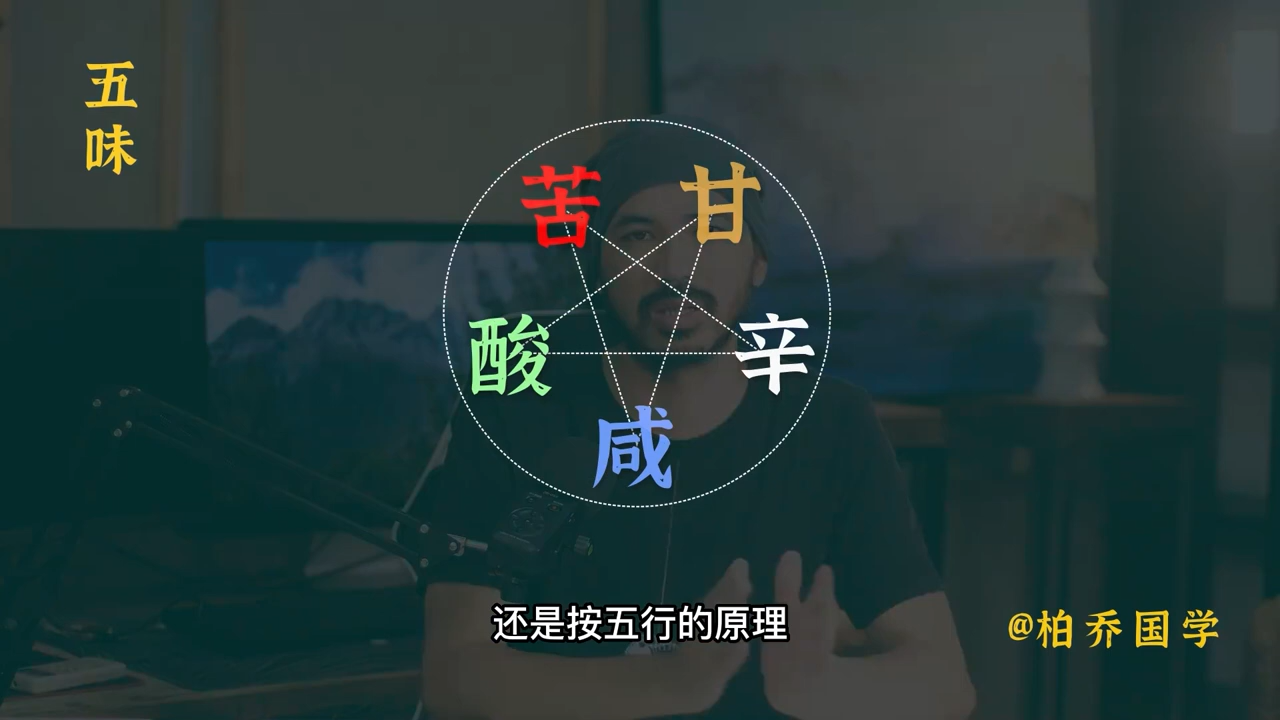 五味
苦 甘
酸 辛
咸
还是按五行的原理
@柏乔国学